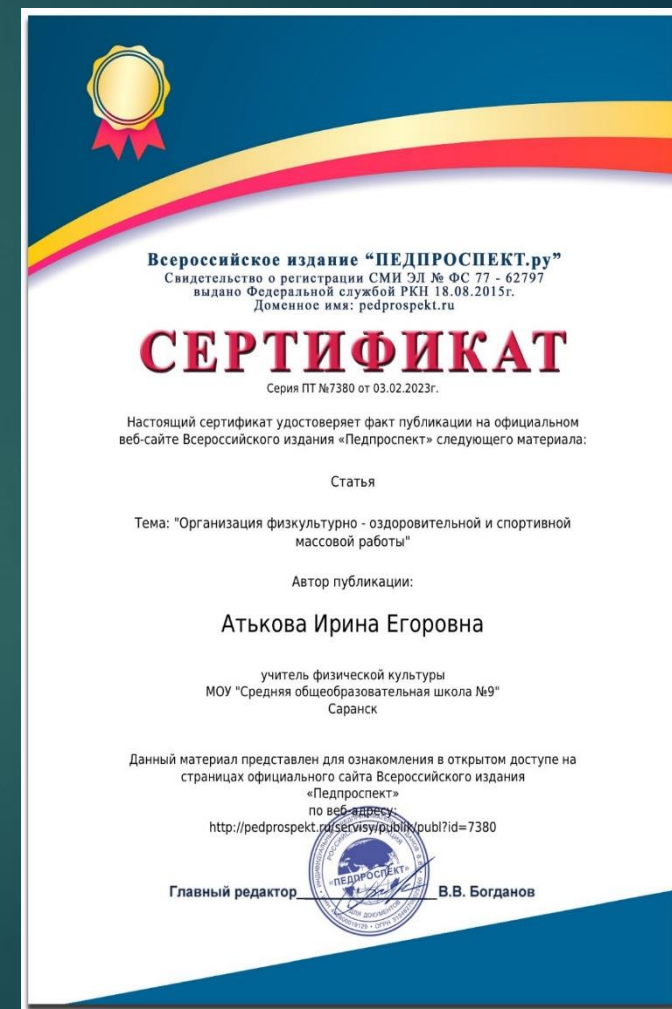 Всероссийское издание “ПЕДПРОСПЕКТ.ру”
Свидетельство о регистрации СМИ ЭЛ № ФС 77 - 62797
выдано Федеральной службой РКН 18.08.2015г.
Доменное имя: pedprospekt.ru
СЕРТИФИКАТ
Серия ПТ №7380 от 03.02.2023г.
Настоящий сертификат удостоверяет факт публикации на официальном
веб-сайте Всероссийского издания «Педпроспект» следующего материала:
Статья
Тема: "Организация физкультурно - оздоровительной и спортивной
массовой работы"
Автор публикации:
Атькова Ирина Егоровна
учитель физической культуры
МОУ "Средняя общеобразовательная школа №9"
Саранск
Данный материал представлен для ознакомления в открытом доступе на
страницах официального сайта Всероссийского издания
«Педпроспект»
по веб-адресу:
http://pedprospekt.ru/servisy/publik/publ?id=7380
«ПЕДПРОСПЕКТ»
ДЛЯ ДОКУМЕНТОВ
Главный редактор В.В. Богданов